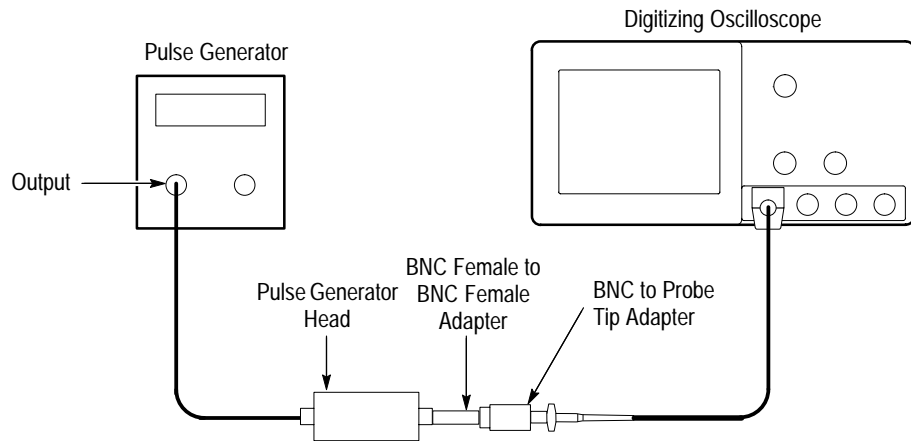 Digitizing Oscilloscope
Pulse Generator
Output
BNC Female to
BNC Female
Adapter
Pulse Generator
Head
BNC to Probe
Tip Adapter